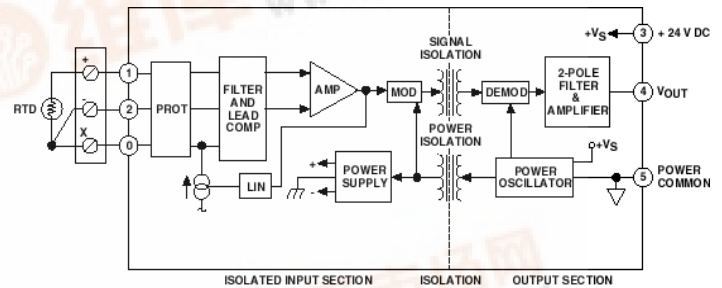 +VS
3
+ 24 V DC
SIGNAL
ISOLATION
+
1
2
X
0
RTD
PROT
FILTER
AND
LEAD
COMP
AMP
MOD
DEMOD
2-POLE
FILTER
&
AMPLIFIER
4
VOUT
POWER
ISOLATION
LIN
+
-
POWER
SUPPLY
POWER
OSCILLATOR
+VS
5
POWER
COMMON
ISOLATED INPUT SECTION
ISOLATION
OUTPUT SECTION